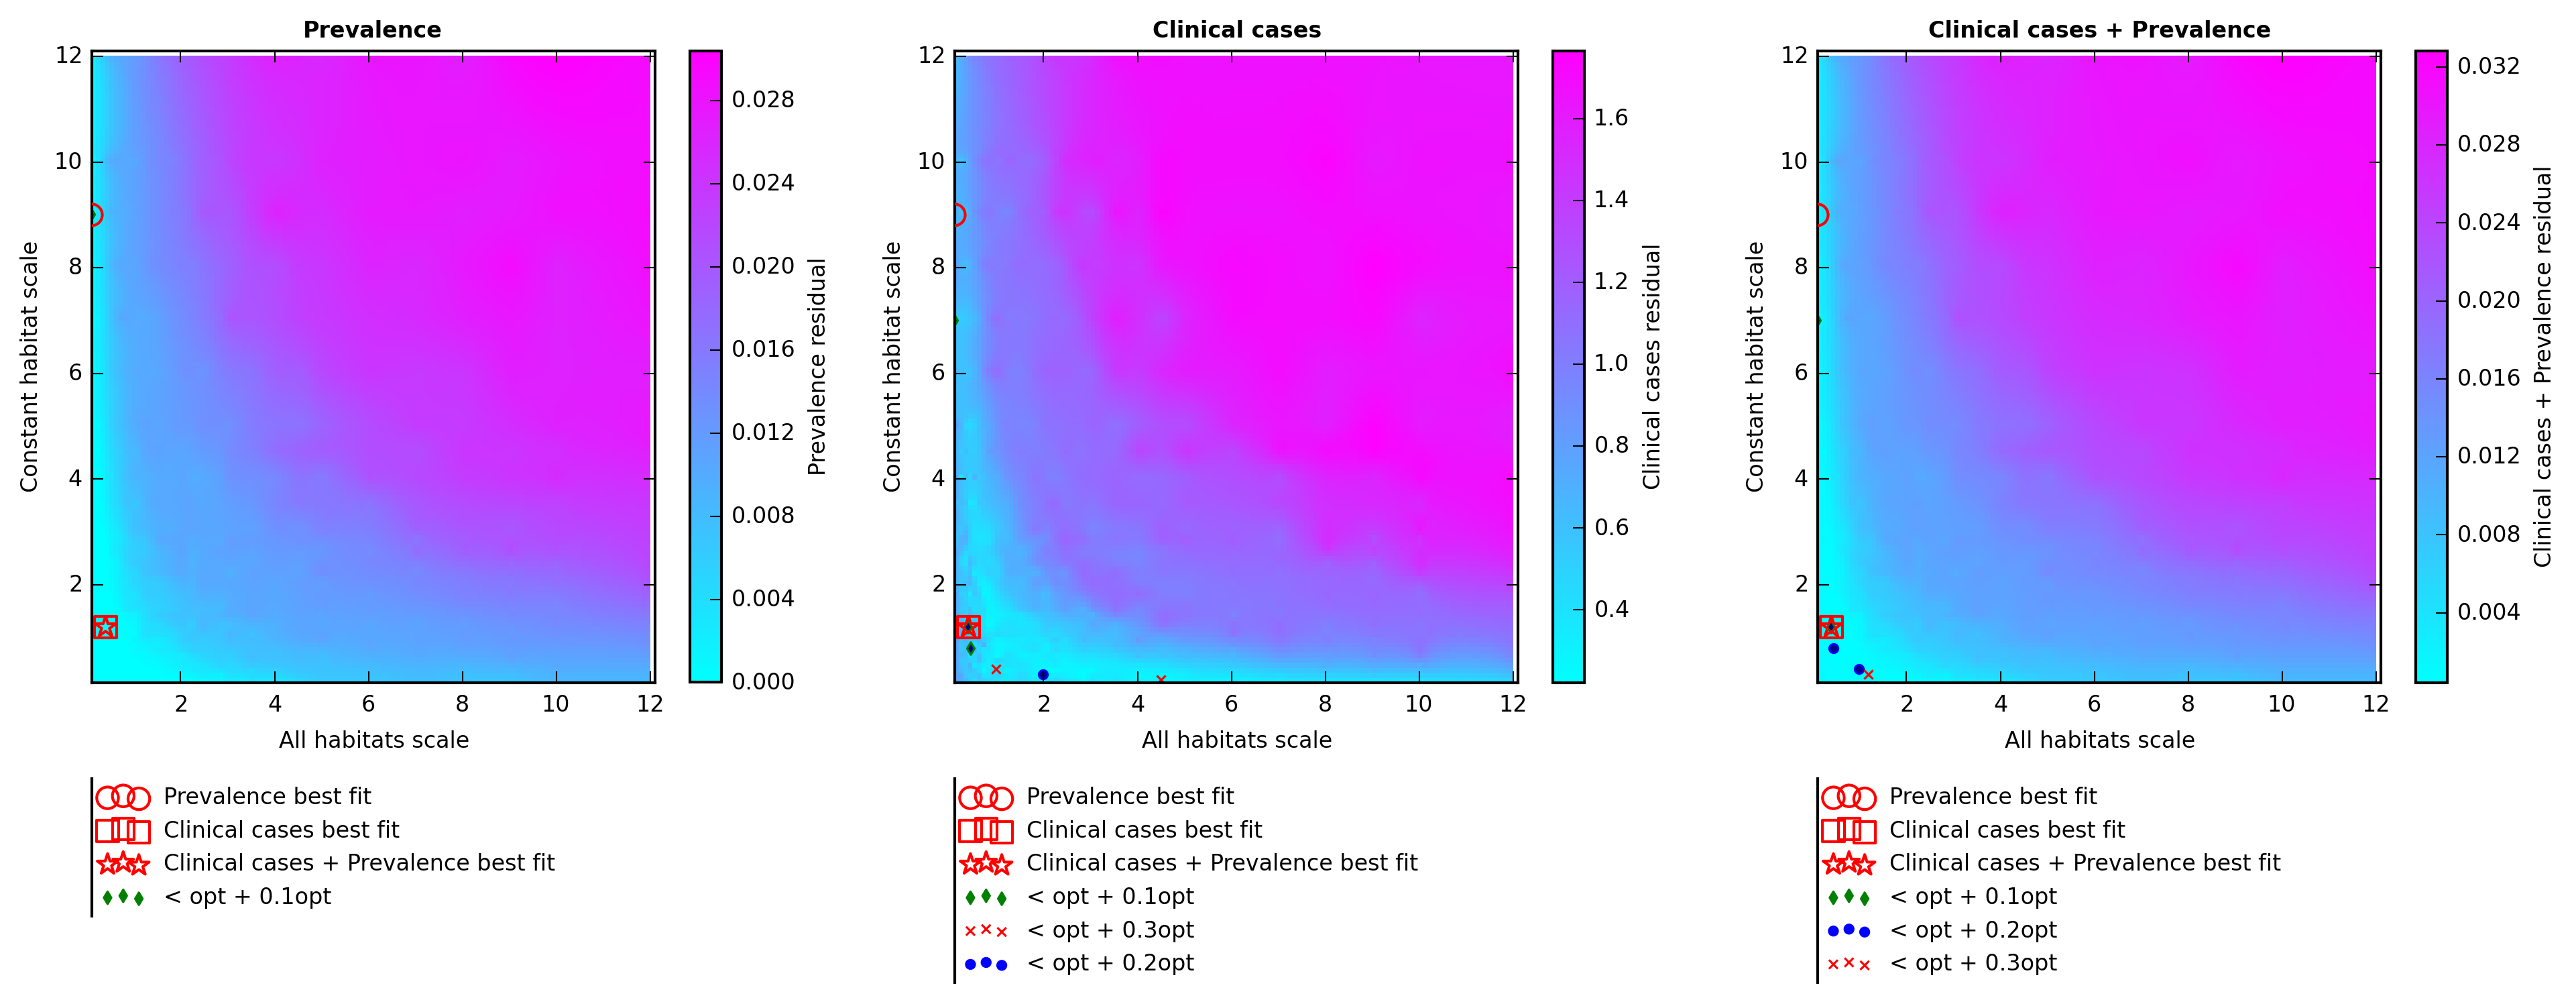 Prevalence
12
10
8
6
4
2
2 4 6 8 10 12
Constant habitat scale
All habitats scale
0.028
0.024
0.020
0.016
0.012
0.008
0.004
0.000
Prevalence residual
Prevalence best fit
Clinical cases best fit
Clinical cases + Prevalence best fit
< opt + 0.1opt
Clinical cases
12
10
8
6
4
2
2 4 6 8 10 12
Constant habitat scale
All habitats scale
1.6
1.4
1.2
1.0
0.8
0.6
0.4
Clinical cases residual
Prevalence best fit
Clinical cases best fit
Clinical cases + Prevalence best fit
< opt + 0.1opt
< opt + 0.3opt
< opt + 0.2opt
Clinical cases + Prevalence
12
10
8
6
4
2
2 4 6 8 10 12
Constant habitat scale
All habitats scale
0.032
0.028
0.024
0.020
0.016
0.012
0.008
0.004
Clinical cases + Prevalence residual
Prevalence best fit
Clinical cases best fit
Clinical cases + Prevalence best fit
< opt + 0.1opt
< opt + 0.2opt
< opt + 0.3opt